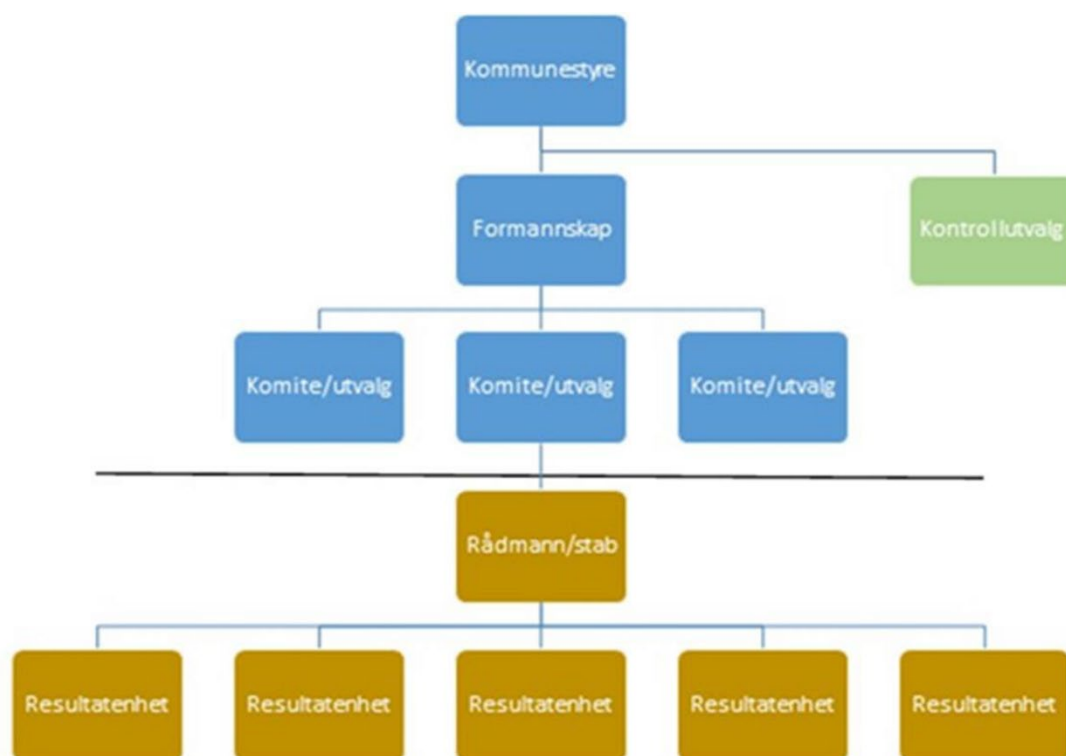 Kommunestyre
Formannskap
Kontrollutvalg
Komite/utvalg
Komite/utvalg
Komite/utvalg
Rådmann/stab
Resultatenhet
Resultatenhet
Resultatenhet
Resultatenhet
Resultatenhet